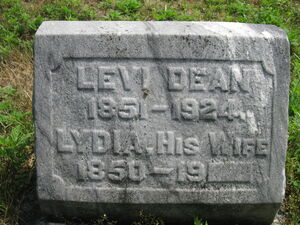 LEVI DEAN
1851-1924.
LYDIA. HIS WIFE
1850-19